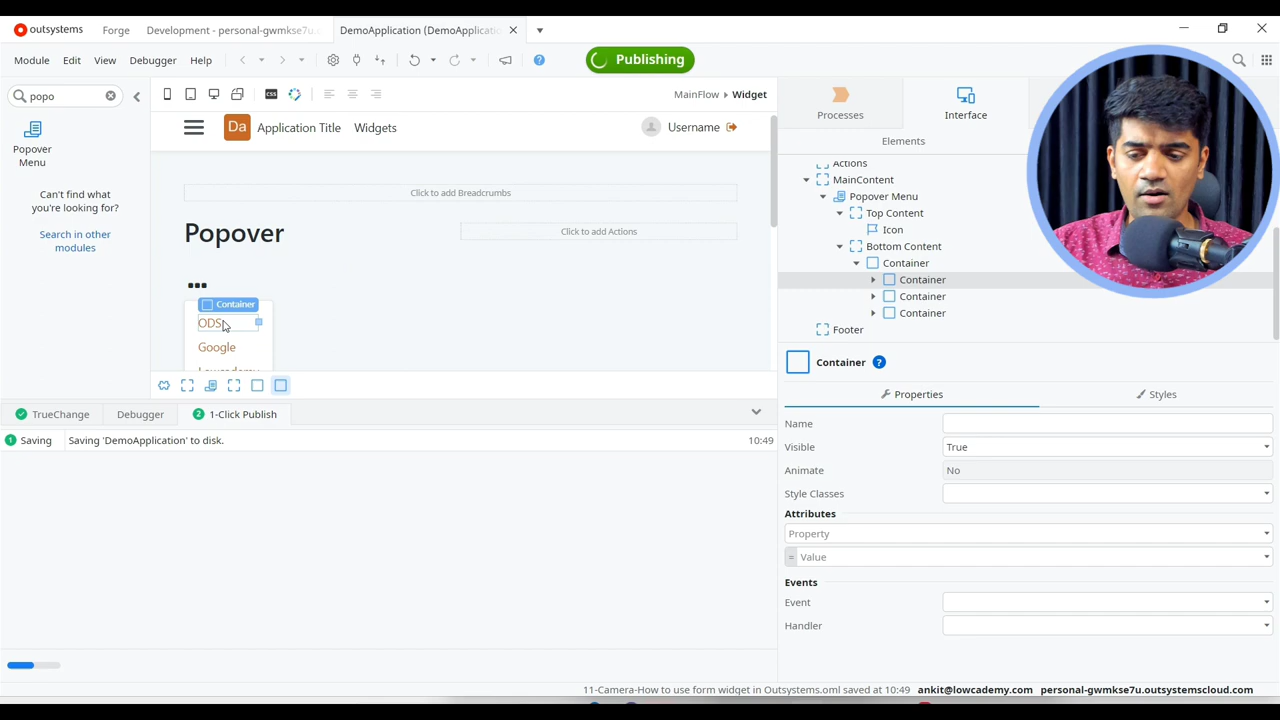 outsystems Forge Development - personal-gwmkse7u.o DemoApplication (DemoApplicatio
Module Edit View Debugger Help Publishing
popo
Popover
Menu
Can't find what
you're looking for?
Search in other
modules
css MainFlow Widget
Da Application Title Widgets Username
Click to add Breadcrumbs
Popover
Click to add Actions
Container
ODS
Google
Lowcademy
TrueChange Debugger 2 1-Click Publish
1 Saving Saving 'DemoApplication' to disk. 10:49
Processes Interface
Elements
Actions
MainContent
Popover Menu
Top Content
Icon
Bottom Content
Container
Container
Container
Container
Footer
Container ?
Properties Styles
Name
Visible True
Animate No
Style Classes
Attributes
Property
= Value
Events
Event
Handler
11-Camera-How to use form widget in Outsystems.oml saved at 10:49 ankit@lowcademy.com personal-gwmkse7u.outsystemscloud.com